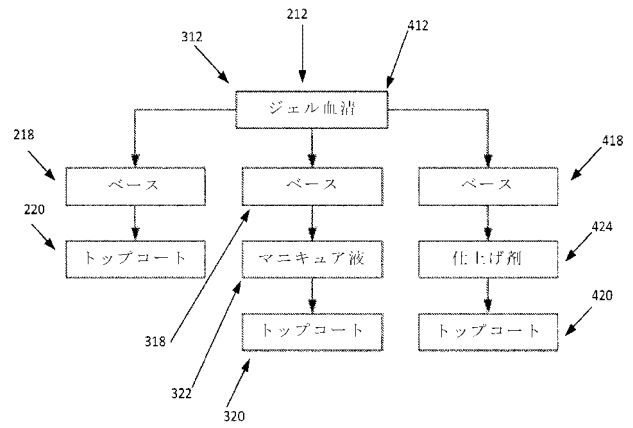 212
412
312
ジェル血清
218
418
ベース
ベース
ベース
220
424
トップコート
マニキュア液
仕上げ剤
318
420
トップコート
トップコート
322
320